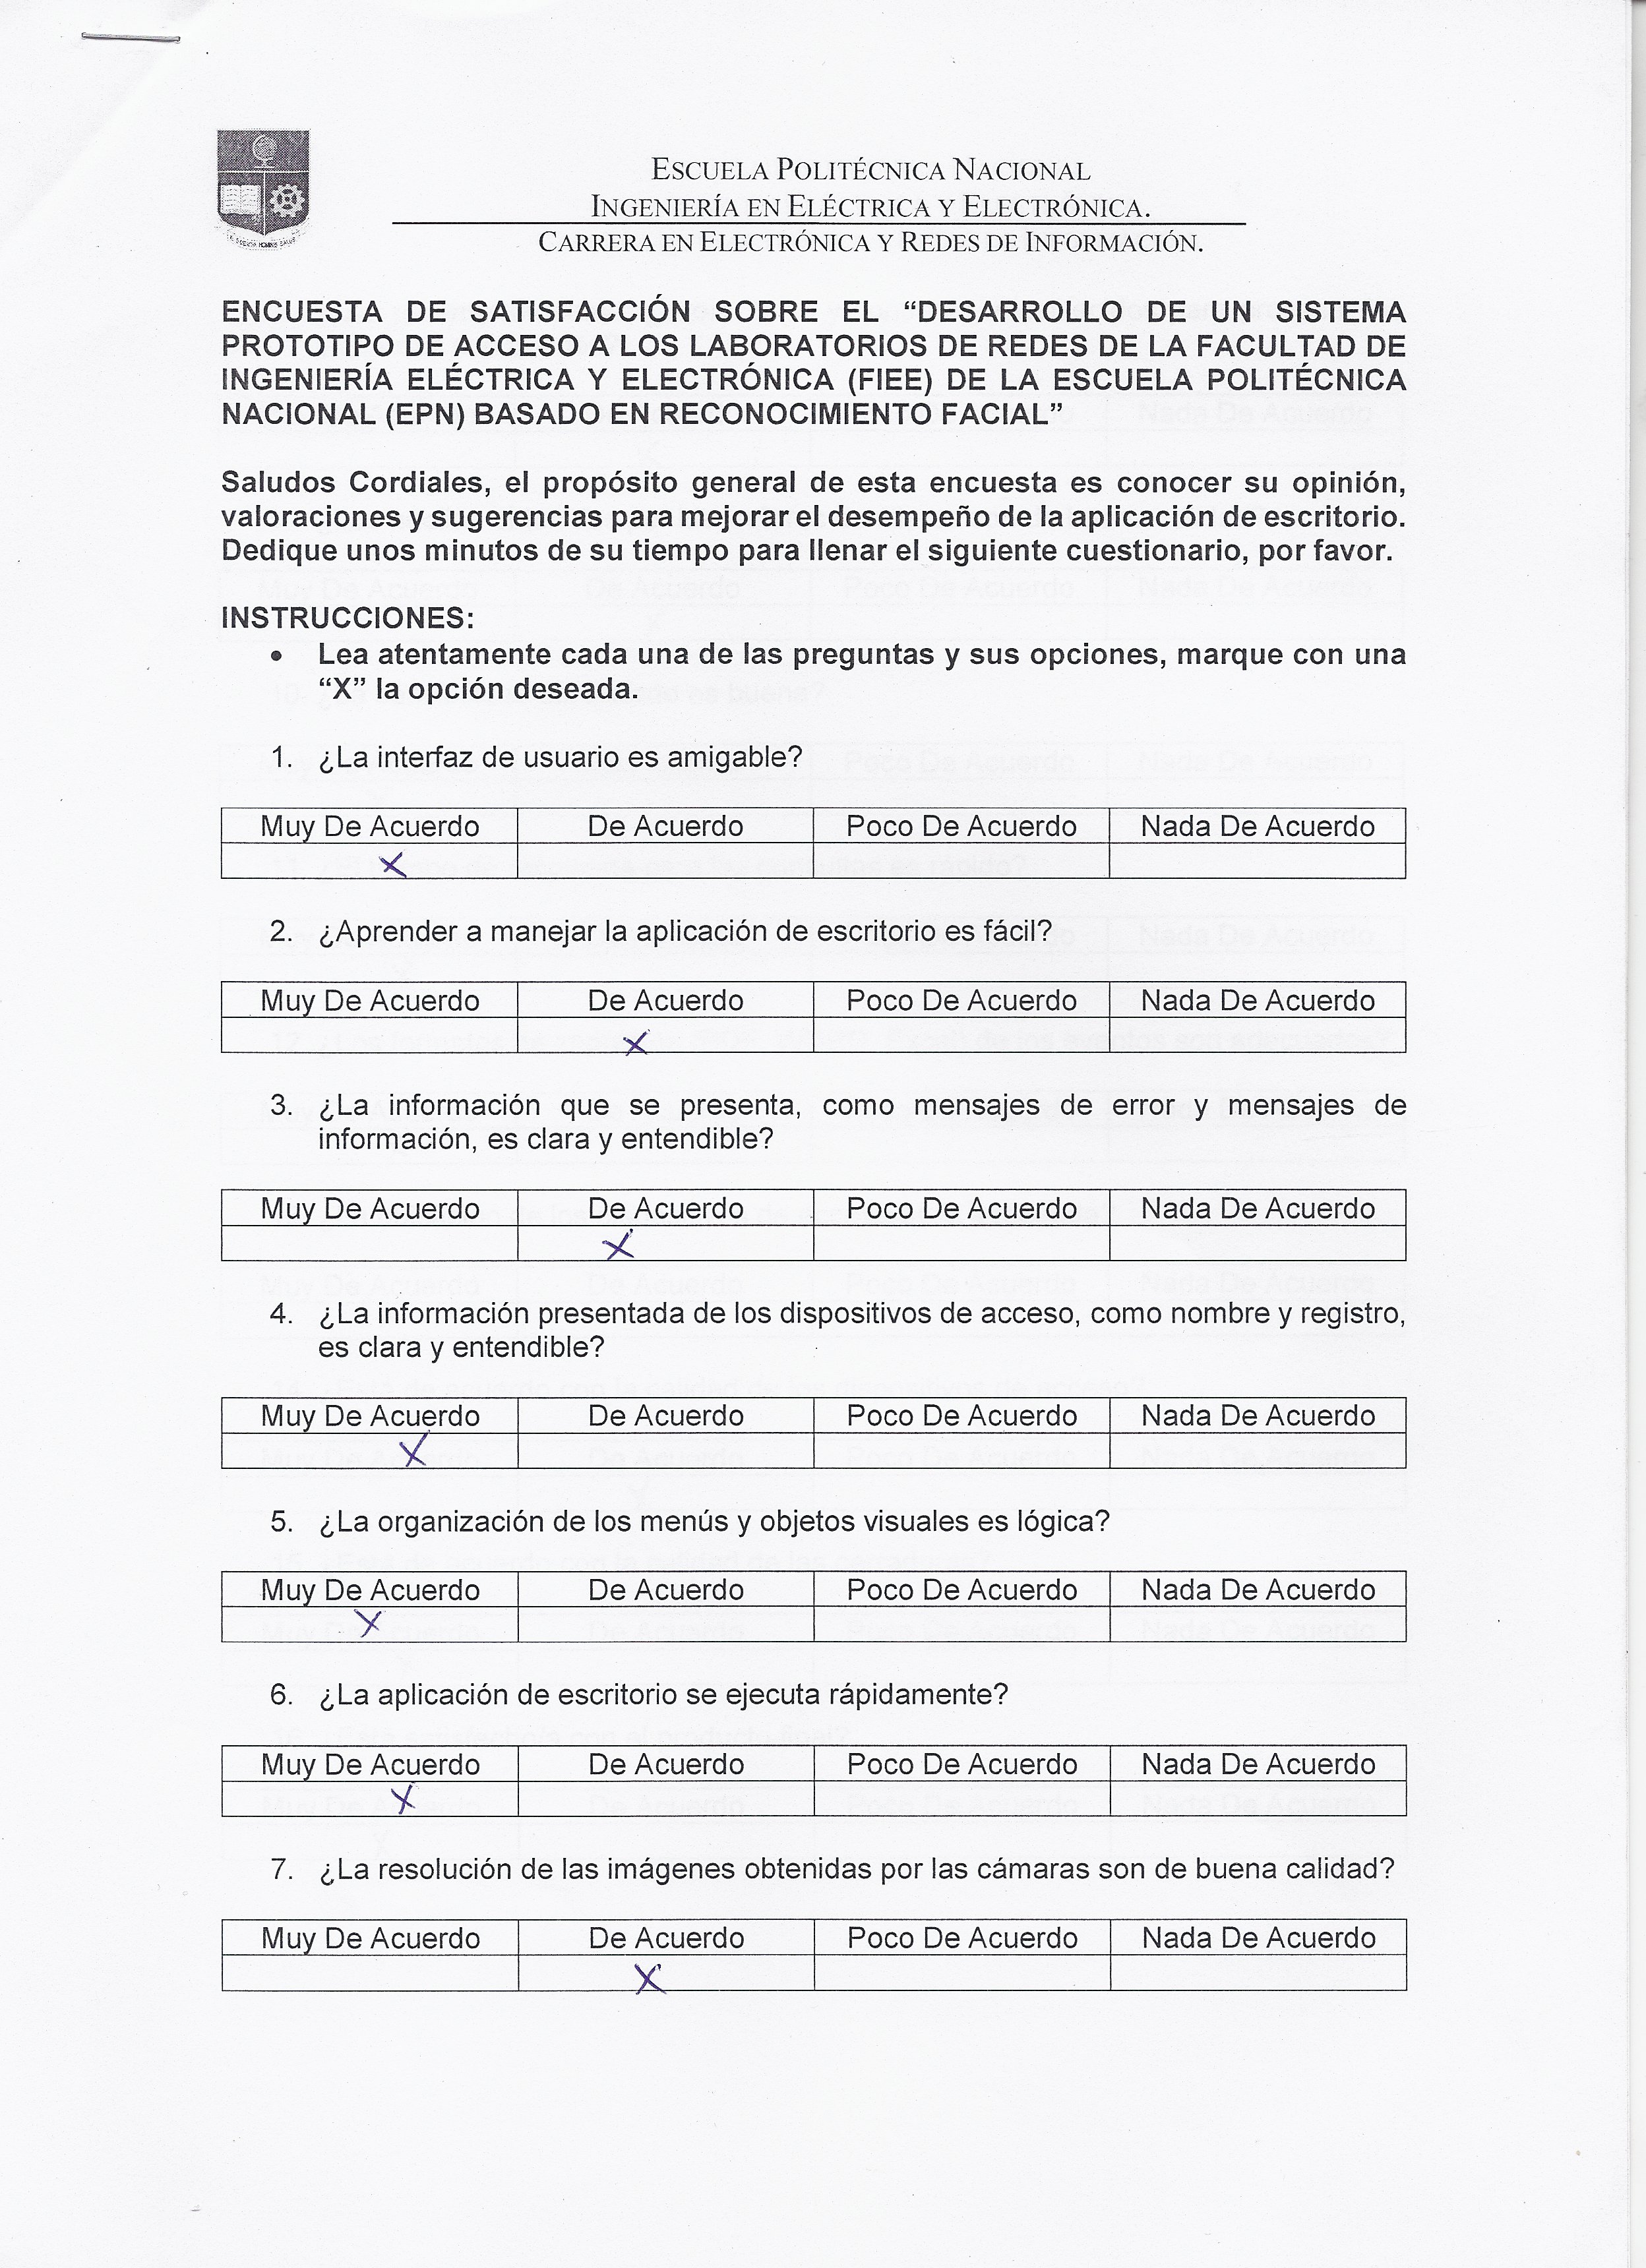 ESCUELA POLITÉCNICA NACIONAL
INGENIERÍA EN ELÉCTRICA Y ELECTRÓNICA.
CARRERA EN ELECTRÓNICA Y REDES DE INFORMACIÓN.
ENCUESTA DE SATISFACCIÓN SOBRE EL “DESARROLLO DE UN SISTEMA
PROTOTIPO DE ACCESO A LOS LABORATORIOS DE REDES DE LA FACULTAD DE
INGENIERÍA ELÉCTRICA Y ELECTRÓNICA (FIEE) DE LA ESCUELA POLITÉCNICA
NACIONAL (EPN) BASADO EN RECONOCIMIENTO FACIAL”
Saludos Cordiales, el propósito general de esta encuesta es conocer su opinión,
valoraciones y sugerencias para mejorar el desempeño de la aplicación de escritorio.
Dedique unos minutos de su tiempo para llenar el siguiente cuestionario, por favor.
INSTRUCCIONES:
• Lea atentamente cada una de las preguntas y sus opciones, marque con una
“X” la opción deseada.
1. ¿La interfaz de usuario es amigable?
Muy De Acuerdo De Acuerdo Poco De Acuerdo Nada De Acuerdo
X
2. ¿Aprender a manejar la aplicación de escritorio es fácil?
Muy De Acuerdo De Acuerdo Poco De Acuerdo Nada De Acuerdo
X
3. ¿La información que se presenta, como mensajes de error y mensajes de
información, es clara y entendible?
Muy De Acuerdo De Acuerdo Poco De Acuerdo Nada De Acuerdo
X
4. ¿La información presentada de los dispositivos de acceso, como nombre y registro,
es clara y entendible?
Muy De Acuerdo De Acuerdo Poco De Acuerdo Nada De Acuerdo
X
5. ¿La organización de los menús y objetos visuales es lógica?
Muy De Acuerdo De Acuerdo Poco De Acuerdo Nada De Acuerdo
X
6. ¿La aplicación de escritorio se ejecuta rápidamente?
Muy De Acuerdo De Acuerdo Poco De Acuerdo Nada De Acuerdo
X
7. ¿La resolución de las imágenes obtenidas por las cámaras son de buena calidad?
Muy De Acuerdo De Acuerdo Poco De Acuerdo Nada De Acuerdo
X